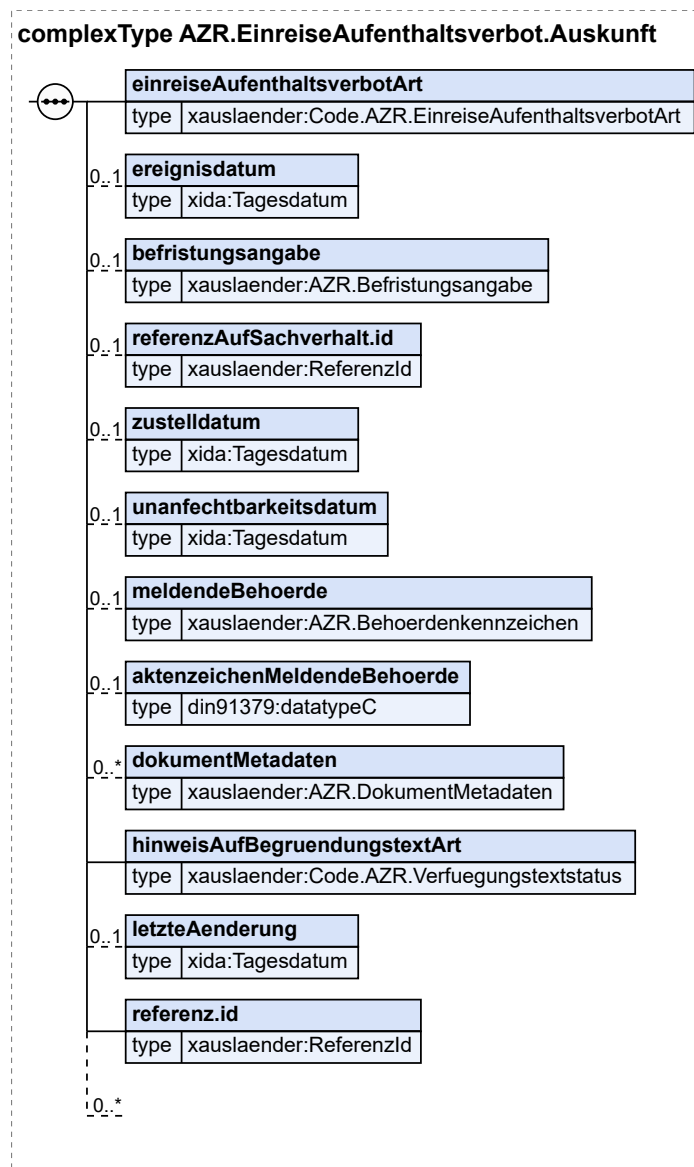 complexType AZR.EinreiseAufenthaltsverbot.Auskunft
einreiseAufenthaltsverbotArt
type xauslaender:Code.AZR.EinreiseAufenthaltsverbotArt
0..1 ereignisdatum
type xida:Tagesdatum
0..1 befristungsangabe
type xauslaender:AZR.Befristungsangabe
0..1 referenzAufSachverhalt.id
type xauslaender:ReferenzId
0..1 zustelldatum
type xida:Tagesdatum
0..1 unanfechtbarkeitsdatum
type xida:Tagesdatum
0..1 meldendeBehoerde
type xauslaender:AZR.Behoerdenkennzeichen
0..1 aktenzeichenMeldendeBehoerde
type din91379:datatypeC
0..* dokumentMetadaten
type xauslaender:AZR.DokumentMetadaten
hinweisAufBegruendungstextArt
type xauslaender:Code.AZR.Verfuegungstextstatus
0..1 letzteAenderung
type xida:Tagesdatum
referenz.id
type xauslaender:ReferenzId
0..*